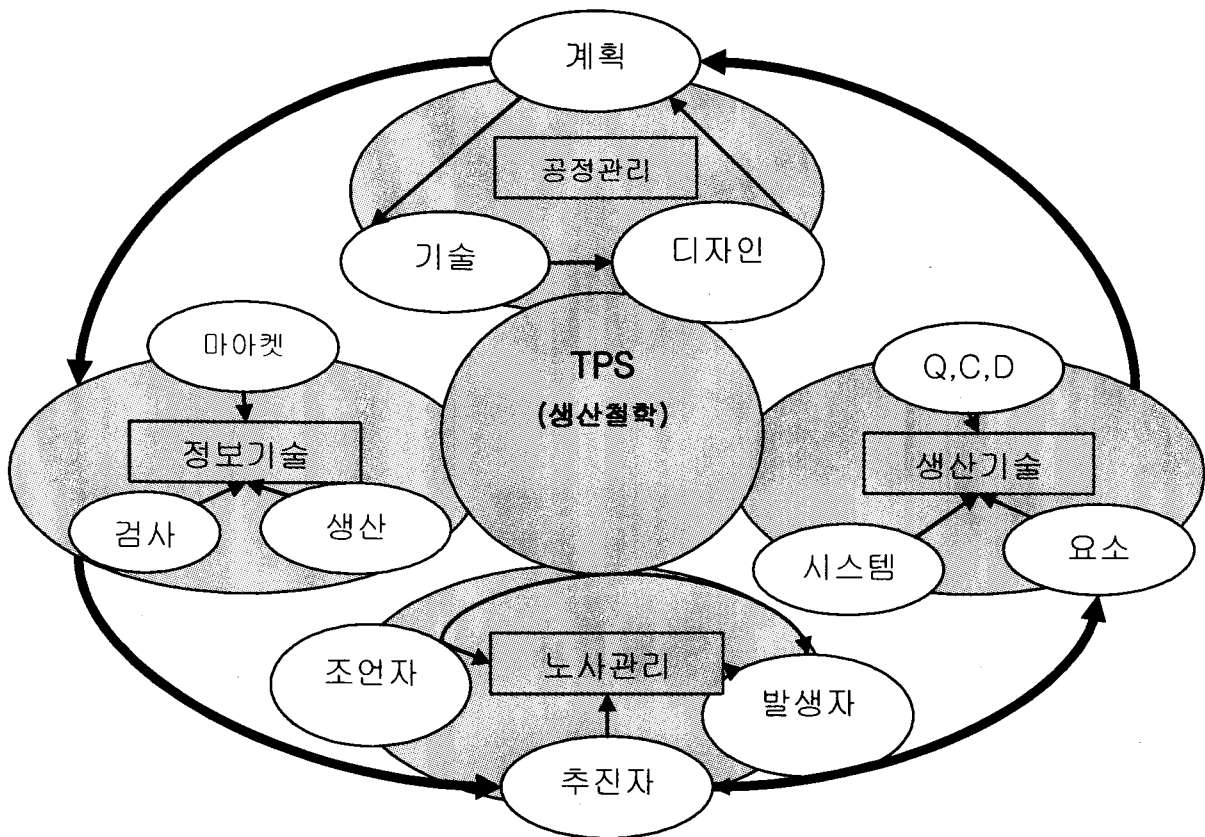 계획
공정관리
기술
디자인
마아켓
TPS
(생산철학)
Q,C,D
정보기술
생산기술
검사
생산
시스템
요소
조언자
노사관리
발생자
추진자